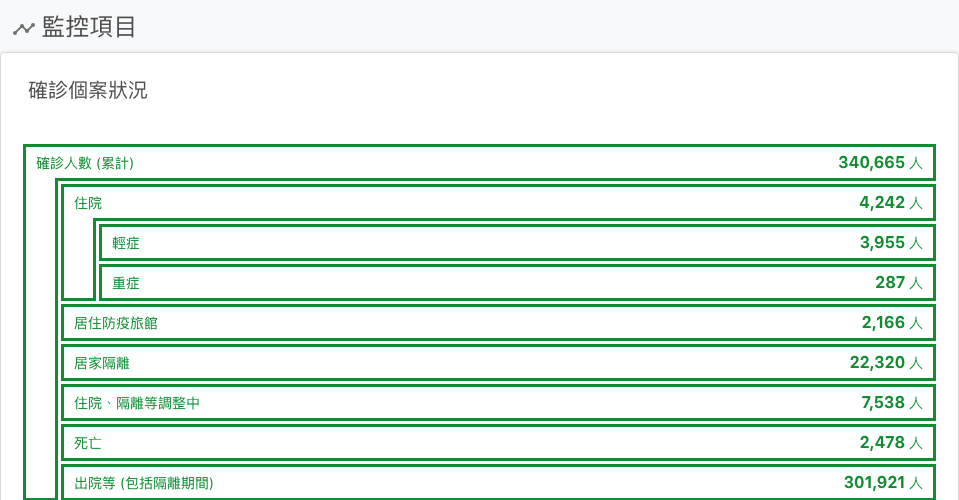 監控項目
確診個案狀況
確診人數 (累計) 340,665 人
住院 4,242 人
輕症 3,955 人
重症 287 人
居住防疫旅館 2,166 人
居家隔離 22,320 人
住院、隔離等調整中 7,538 人
死亡 2,478 人
出院等 (包括隔離期間) 301,921 人